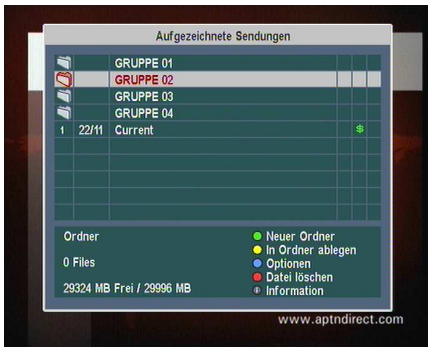 Aufgezeichnete Sendungen
GRUPPE 01
GRUPPE 02
GRUPPE 03
GRUPPE 04
1 22/11 Current $
Ordner
0 Files
29324 MB Frei / 29996 MB
Neuer Ordner
In Ordner ablegen
Optionen
Datei löschen
Information
www.aptndirect.com